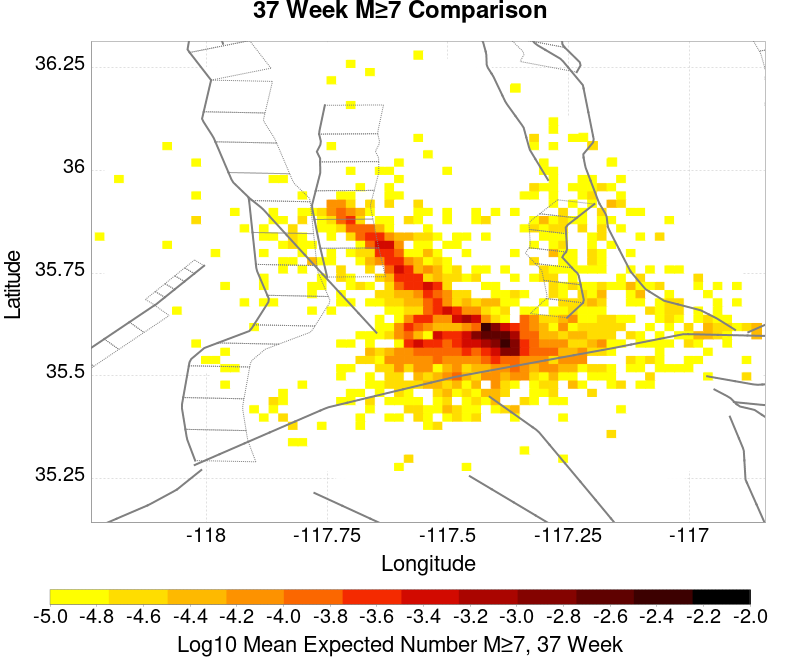 37 Week M≥7 Comparison
36.25
36
35.75
35.5
35.25
Latitude
-118 -117.75 -117.5 -117.25 -117
Longitude
-5.0 -4.8 -4.6 -4.4 -4.2 -4.0 -3.8 -3.6 -3.4 -3.2 -3.0 -2.8 -2.6 -2.4 -2.2 -2.0
Log10 Mean Expected Number M≥7, 37 Week